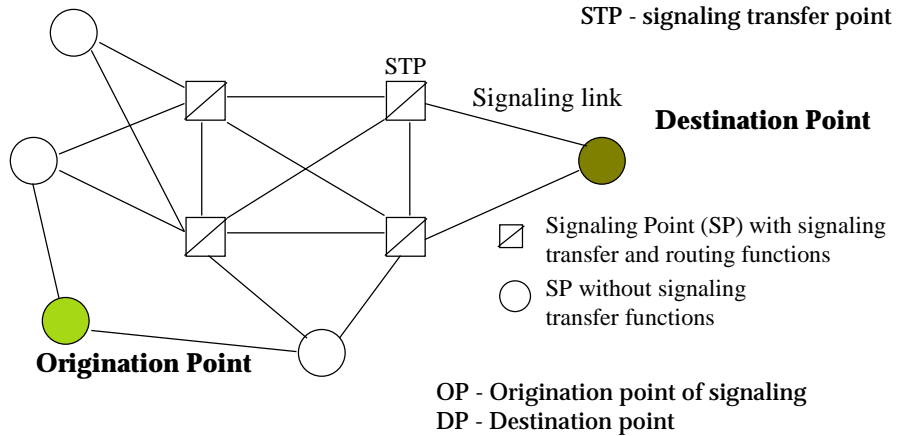 STP - signaling transfer point
STP
Signaling link
Destination Point
Signaling Point (SP) with signaling
transfer and routing functions
SP without signaling
transfer functions
Origination Point
OP - Origination point of signaling
DP - Destination point